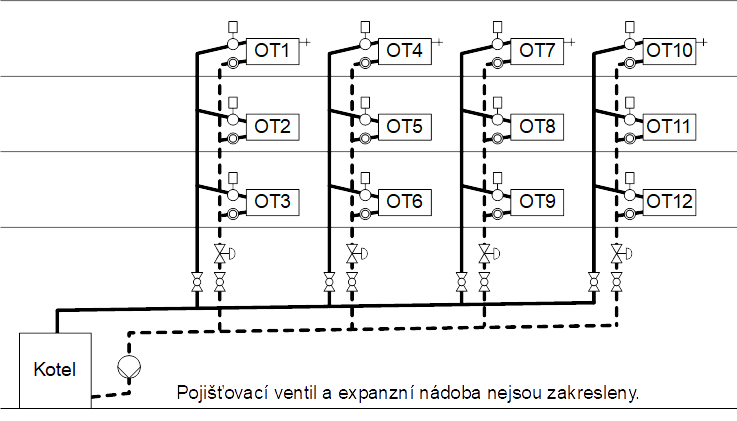 OT1 OT4 OT7 OT10
OT2 OT5 OT8 OT11
OT3 OT6 OT9 OT12
Kotel
Pojišťovací ventil a expanzní nádoba nejsou zakresleny.